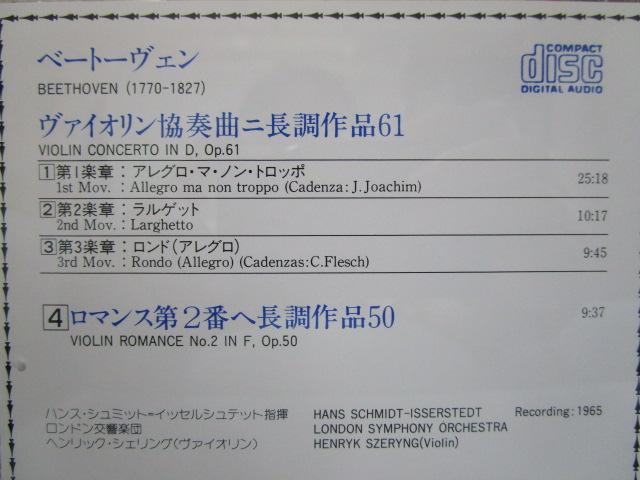 ベートーヴェン
BEETHOVEN (1770-1827)
COMPACT
disc
DIGITAL AUDIO
ヴァイオリン協奏曲ニ長調作品61
VIOLIN CONCERTO IN D, Op.61
1 第1楽章：アレグロ・マ・ノン・トロッポ
1st Mov.：Allegro ma non troppo (Cadenza: J.Joachim) 25:18
2 第2楽章：ラルゲット
2nd Mov.：Larghetto 10:17
3 第3楽章：ロンド(アレグロ)
3rd Mov.：Rondo (Allegro) (Cadenzas:C.Flesch) 9:45
4 ロマンス第2番ヘ長調作品50 9:37
VIOLIN ROMANCE No.2 IN F, Op.50
ハンス・シュミット=イッセルシュテット指揮 HANS SCHMIDT-ISSERSTEDT Recording:1965
ロンドン交響楽団 LONDON SYMPHONY ORCHESTRA
ヘンリック・シェリング(ヴァイオリン) HENRYK SZERYNG(Violin)